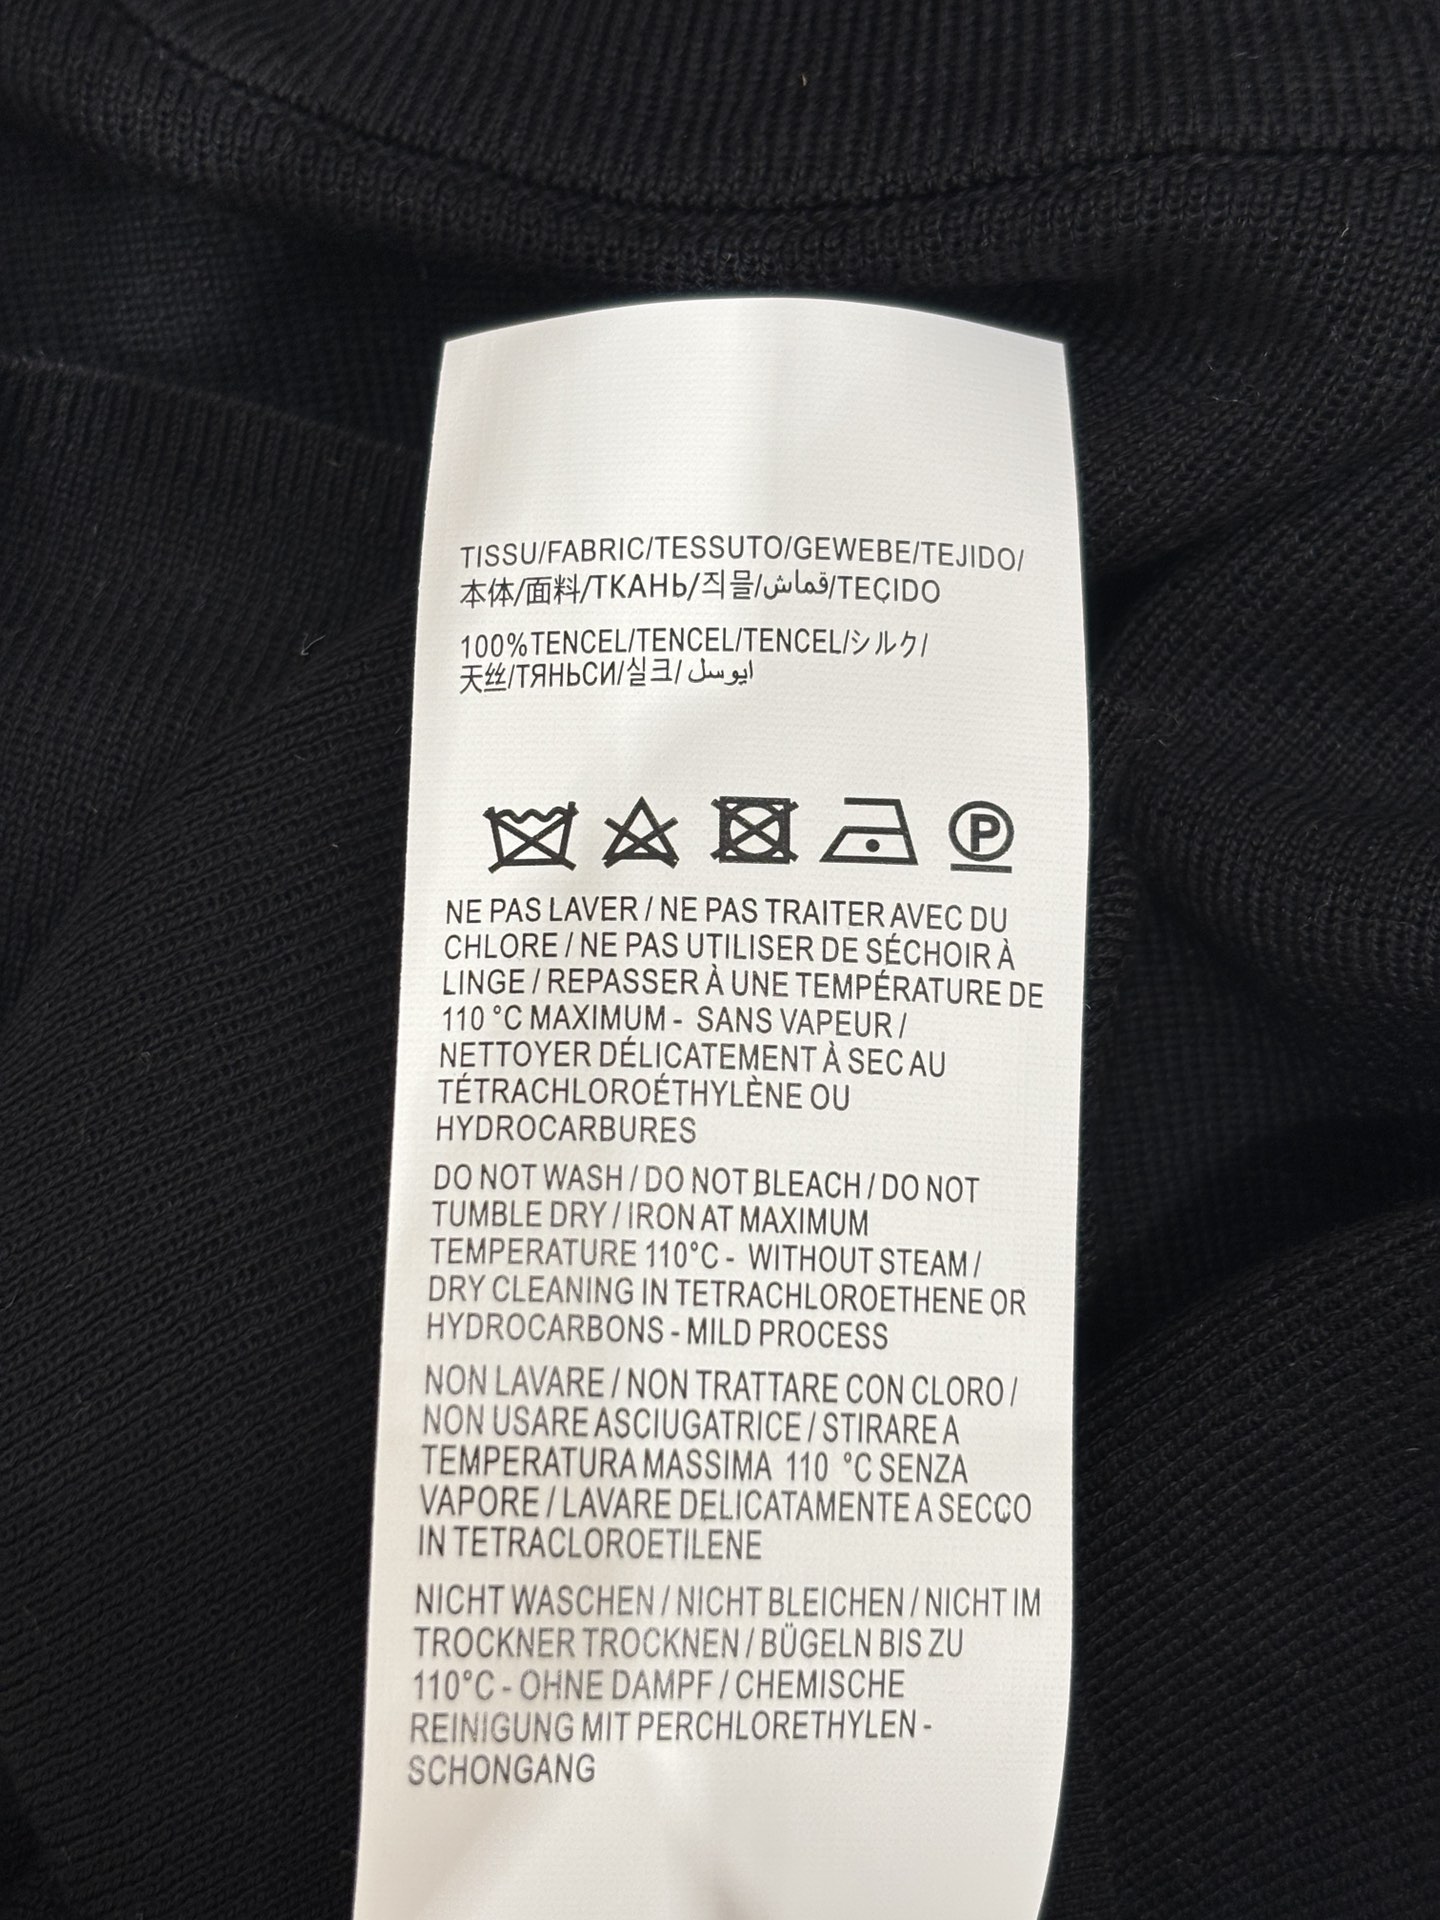 TISSU/FABRIC/TESSUTO/GEWEBE/TEJIDO/
本体/面料/ТКАНЬ/직물/قماش/TECIDO
100%TENCEL/TENCEL/TENCEL/シルク/
天丝/ТЯНЬСИ/실크/ايوسل
P
NE PAS LAVER / NE PAS TRAITER AVEC DU
CHLORE / NE PAS UTILISER DE SÉCHOIR À
LINGE / REPASSER À UNE TEMPÉRATURE DE
110 °C MAXIMUM - SANS VAPEUR /
NETTOYER DÉLICATEMENT À SEC AU
TÉTRACHLOROÉTHYLÈNE OU
HYDROCARBURES
DO NOT WASH / DO NOT BLEACH / DO NOT
TUMBLE DRY / IRON AT MAXIMUM
TEMPERATURE 110°C - WITHOUT STEAM /
DRY CLEANING IN TETRACHLOROETHENE OR
HYDROCARBONS - MILD PROCESS
NON LAVARE / NON TRATTARE CON CLORO /
NON USARE ASCIUGATRICE / STIRARE A
TEMPERATURA MASSIMA 110 °C SENZA
VAPORE / LAVARE DELICATAMENTE A SECCO
IN TETRACLOROETILENE
NICHT WASCHEN / NICHT BLEICHEN / NICHT IM
TROCKNER TROCKNEN / BÜGELN BIS ZU
110°C - OHNE DAMPF / CHEMISCHE
REINIGUNG MIT PERCHLORETHYLEN -
SCHONGANG